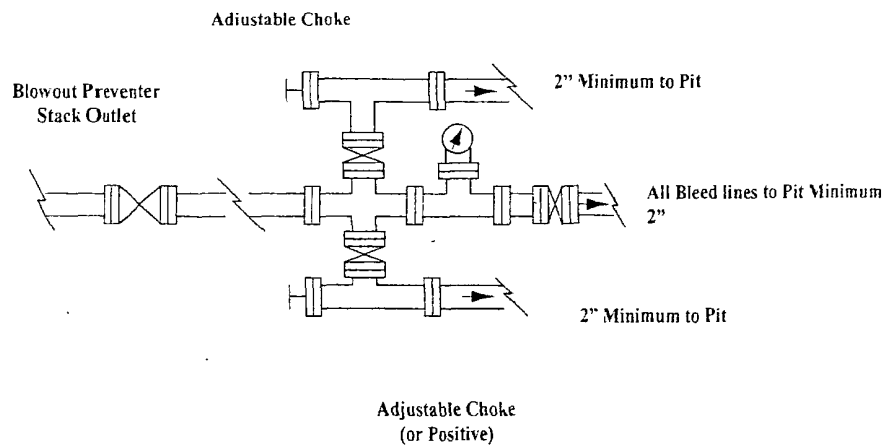 Adjustable Choke
2" Minimum to Pit
Blowout Preventer
Stack Outlet
All Bleed lines to Pit Minimum
2"
2" Minimum to Pit
Adjustable Choke
(or Positive)